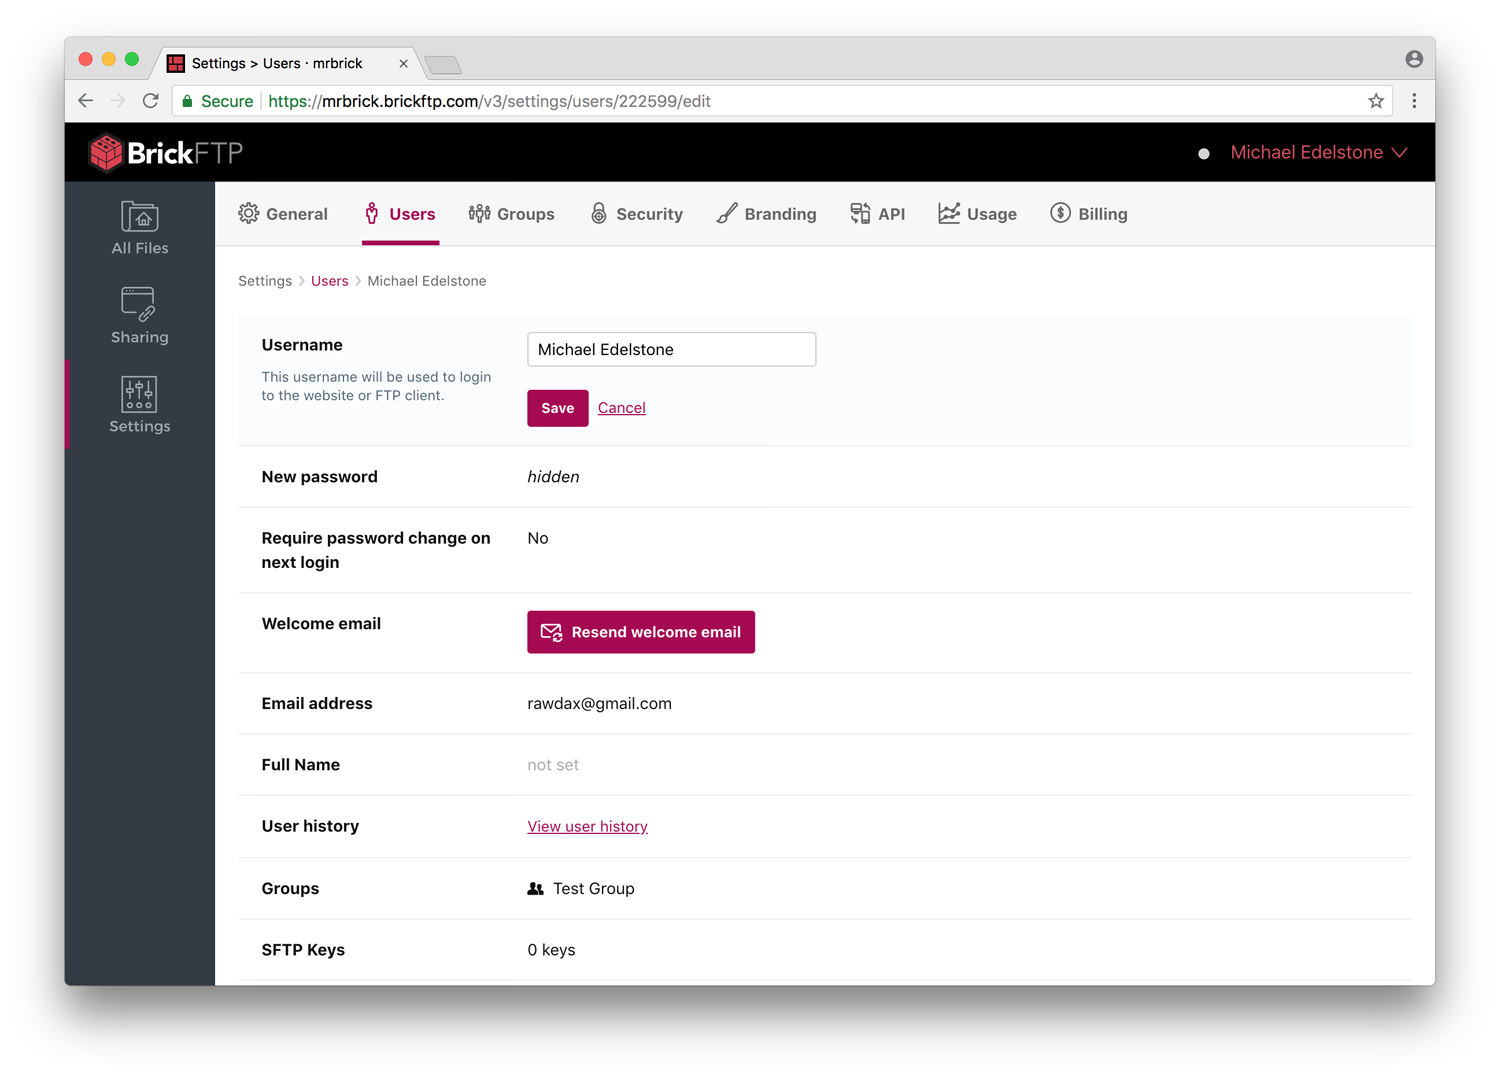 Settings > Users · mrbrick
Secure https://mrbrick.brickftp.com/v3/settings/users/222599/edit
BrickFTP
Michael Edelstone
All Files
Sharing
Settings
General Users Groups Security Branding API Usage Billing
Settings > Users > Michael Edelstone
Username
This username will be used to login
to the website or FTP client.
Michael Edelstone
Save Cancel
New password hidden
Require password change on
next login
No
Welcome email Resend welcome email
Email address rawdax@gmail.com
Full Name not set
User history View user history
Groups Test Group
SFTP Keys 0 keys